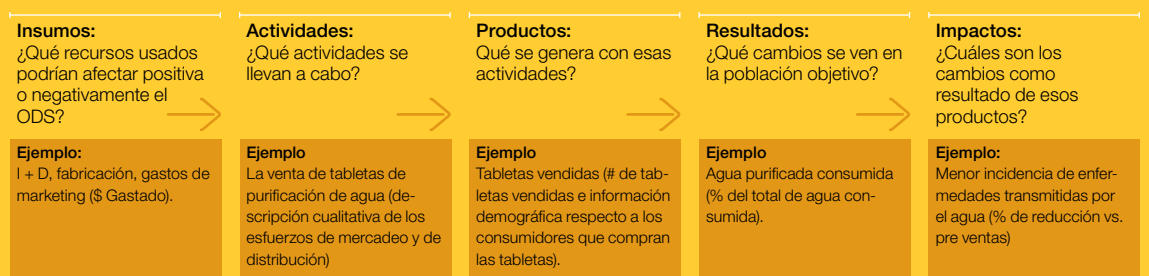 Insumos:
¿Qué recursos usados
podrían afectar positiva
o negativamente el
ODS?
Ejemplo:
I + D, fabricación, gastos de
marketing ($ Gastado).
Actividades:
¿Qué actividades se
llevan a cabo?
Ejemplo
La venta de tabletas de
purificación de agua (de-
scripción cualitativa de los
esfuerzos de mercadeo y de
distribución)
Productos:
Qué se genera con esas
actividades?
Ejemplo
Tabletas vendidas (# de tab-
letas vendidas e información
demográfica respecto a los
consumidores que compran
las tabletas).
Resultados:
¿Qué cambios se ven en
la población objetivo?
Ejemplo
Agua purificada consumida
(% del total de agua con-
sumida).
Impactos:
¿Cuáles son los
cambios como
resultado de esos
productos?
Ejemplo:
Menor incidencia de enfer-
medades transmitidas por
el agua (% de reducción vs.
pre ventas)